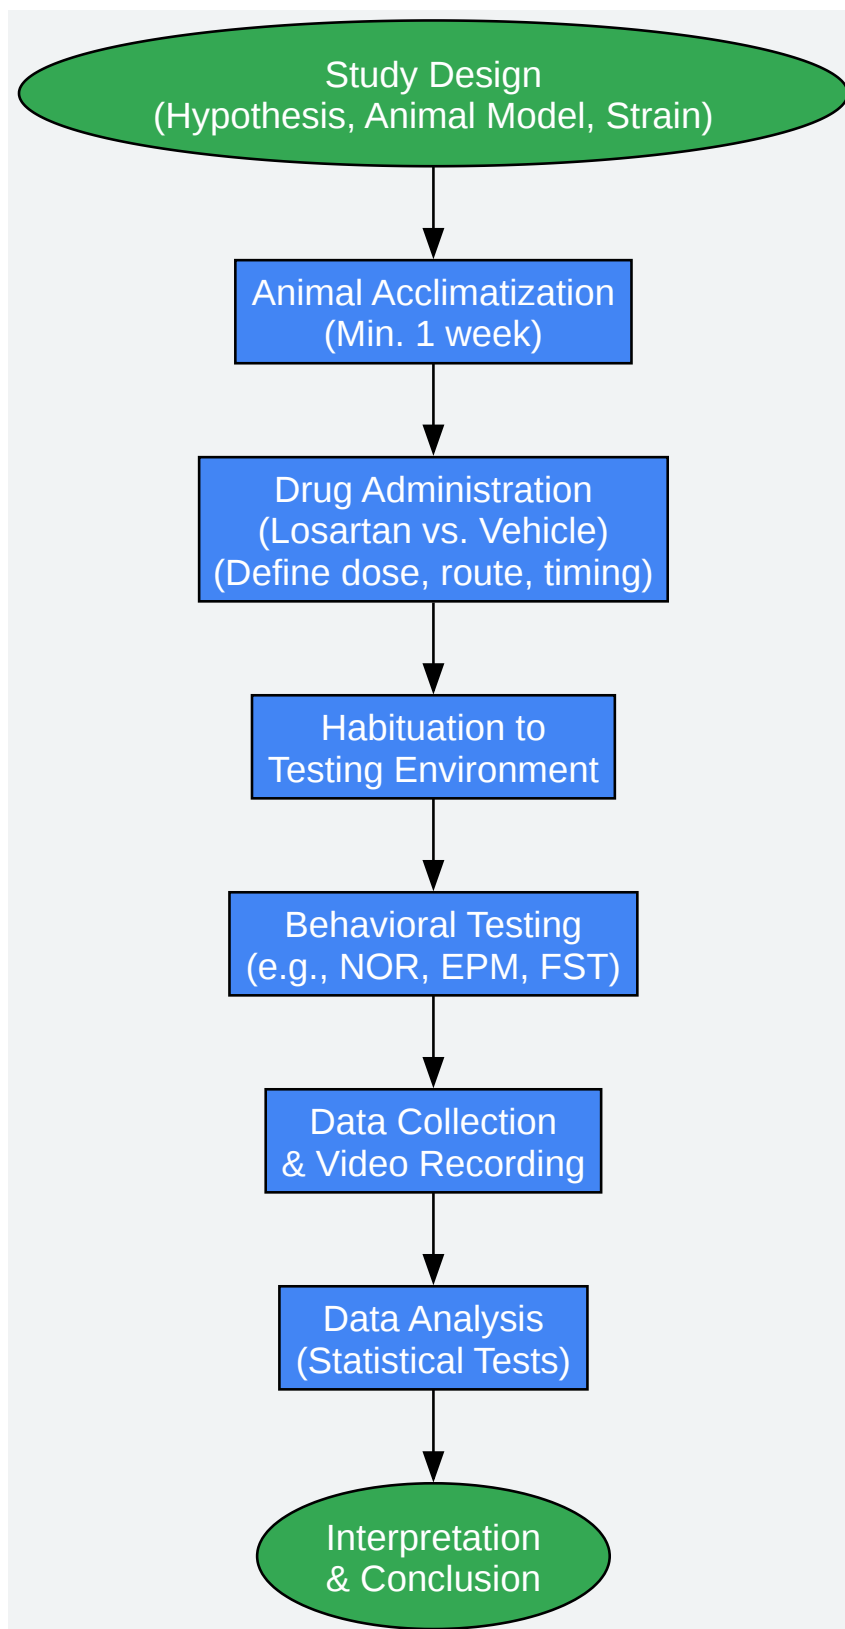 Study Design
(Hypothesis, Animal Model, Strain)
Animal Acclimatization
(Min. 1 week)
Drug Administration
(Losartan vs. Vehicle)
(Define dose, route, timing)
Habituation to
Testing Environment
Behavioral Testing
(e.g., NOR, EPM, FST)
Data Collection
& Video Recording
Data Analysis
(Statistical Tests)
Interpretation
& Conclusion